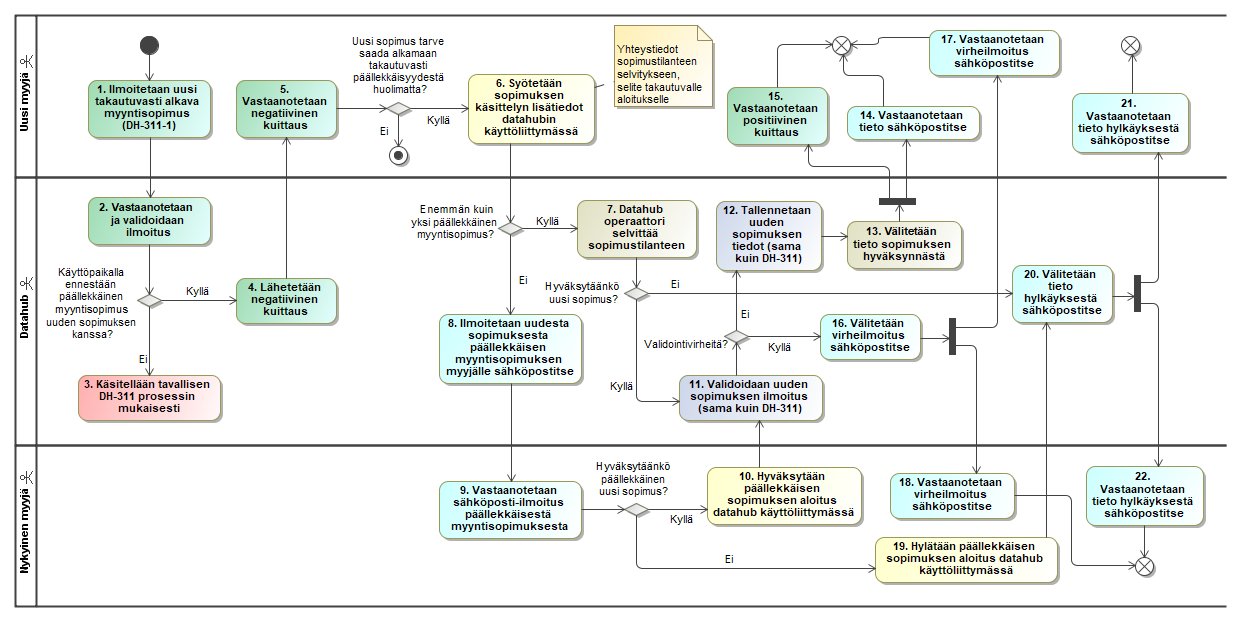 Uusi myyjä
1. Ilmoitetaan uusi
takautuvasti alkava
myyntisopimus
(DH-311-1)
5.
Vastaanotetaan
negatiivinen
kuittaus
Uusi sopimus tarve
saada alkamaan
takautuvasti
päällekkäisyydestä
huolimatta?
Kyllä
Ei
6. Syötetään
sopimuksen
käsittelyn lisätiedot
datahubin
käyttöliittymässä
Yhteystiedot
sopimustilanteen
selvitykseen,
selite takautuvalle
aloitukselle
15.
Vastaanotetaan
positiivinen
kuittaus
14. Vastaanotetaan
tieto sähköpostitse
17. Vastaanotetaan
virheilmoitus
sähköpostitse
21.
Vastaanotetaan
tieto hylkäyksestä
sähköpostitse
Datahub
2. Vastaanotetaan
ja validoidaan
ilmoitus
Käyttöpaikalla
ennestään
päällekkäinen
myyntisopimus
uuden sopimuksen
kanssa?
Kyllä
Ei
3. Käsitellään tavallisen
DH-311 prosessin
mukaisesti
4. Lähetetään
negatiivinen
kuittaus
Enemmän kuin
yksi päällekkäinen
myyntisopimus?
Kyllä
Ei
7. Datahub
operaattori
selvittää
sopimustilanteen
Hyväksytäänkö
uusi sopimus?
Ei
Kyllä
8. Ilmoitetaan uudesta
sopimuksesta
päällekkäisen
myyntisopimuksen
myyjälle sähköpostitse
12. Tallennetaan
uuden
sopimuksen
tiedot (sama
kuin DH-311)
13. Välitetään
tieto sopimuksen
hyväksynnästä
Validointivirheitä?
Ei
Kyllä
11. Validoidaan uuden
sopimuksen ilmoitus
(sama kuin DH-311)
16. Välitetään
virheilmoitus
sähköpostitse
20. Välitetään
tieto
hylkäyksestä
sähköpostitse
Nykyinen myyjä
9. Vastaanotetaan
sähköposti-ilmoitus
päällekkäisestä
myyntisopimuksesta
Hyväksytäänkö
päällekkäinen
uusi sopimus?
Kyllä
Ei
10. Hyväksytään
päällekkäisen
sopimuksen aloitus
datahub käyttöliittymässä
18. Vastaanotetaan
virheilmoitus
sähköpostitse
19. Hylätään päällekkäisen
sopimuksen aloitus datahub
käyttöliittymässä
22.
Vastaanotetaan
tieto hylkäyksestä
sähköpostitse